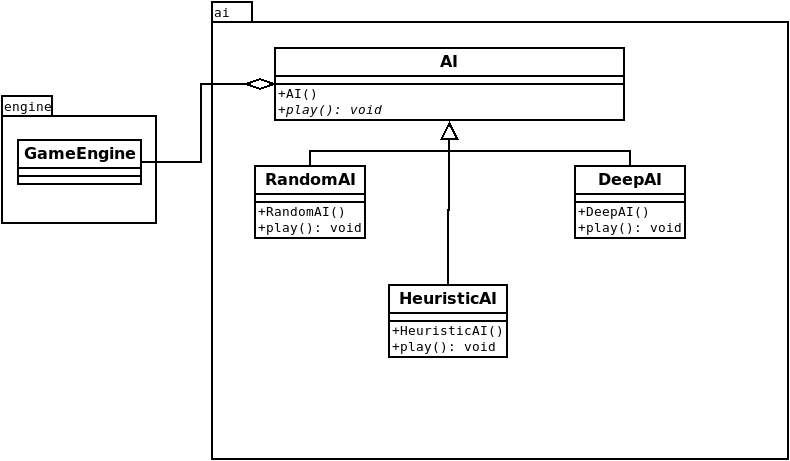 ai
AI
+AI()
+play(): void
engine
GameEngine
RandomAI
+RandomAI()
+play(): void
DeepAI
+DeepAI()
+play(): void
HeuristicAI
+HeuristicAI()
+play(): void